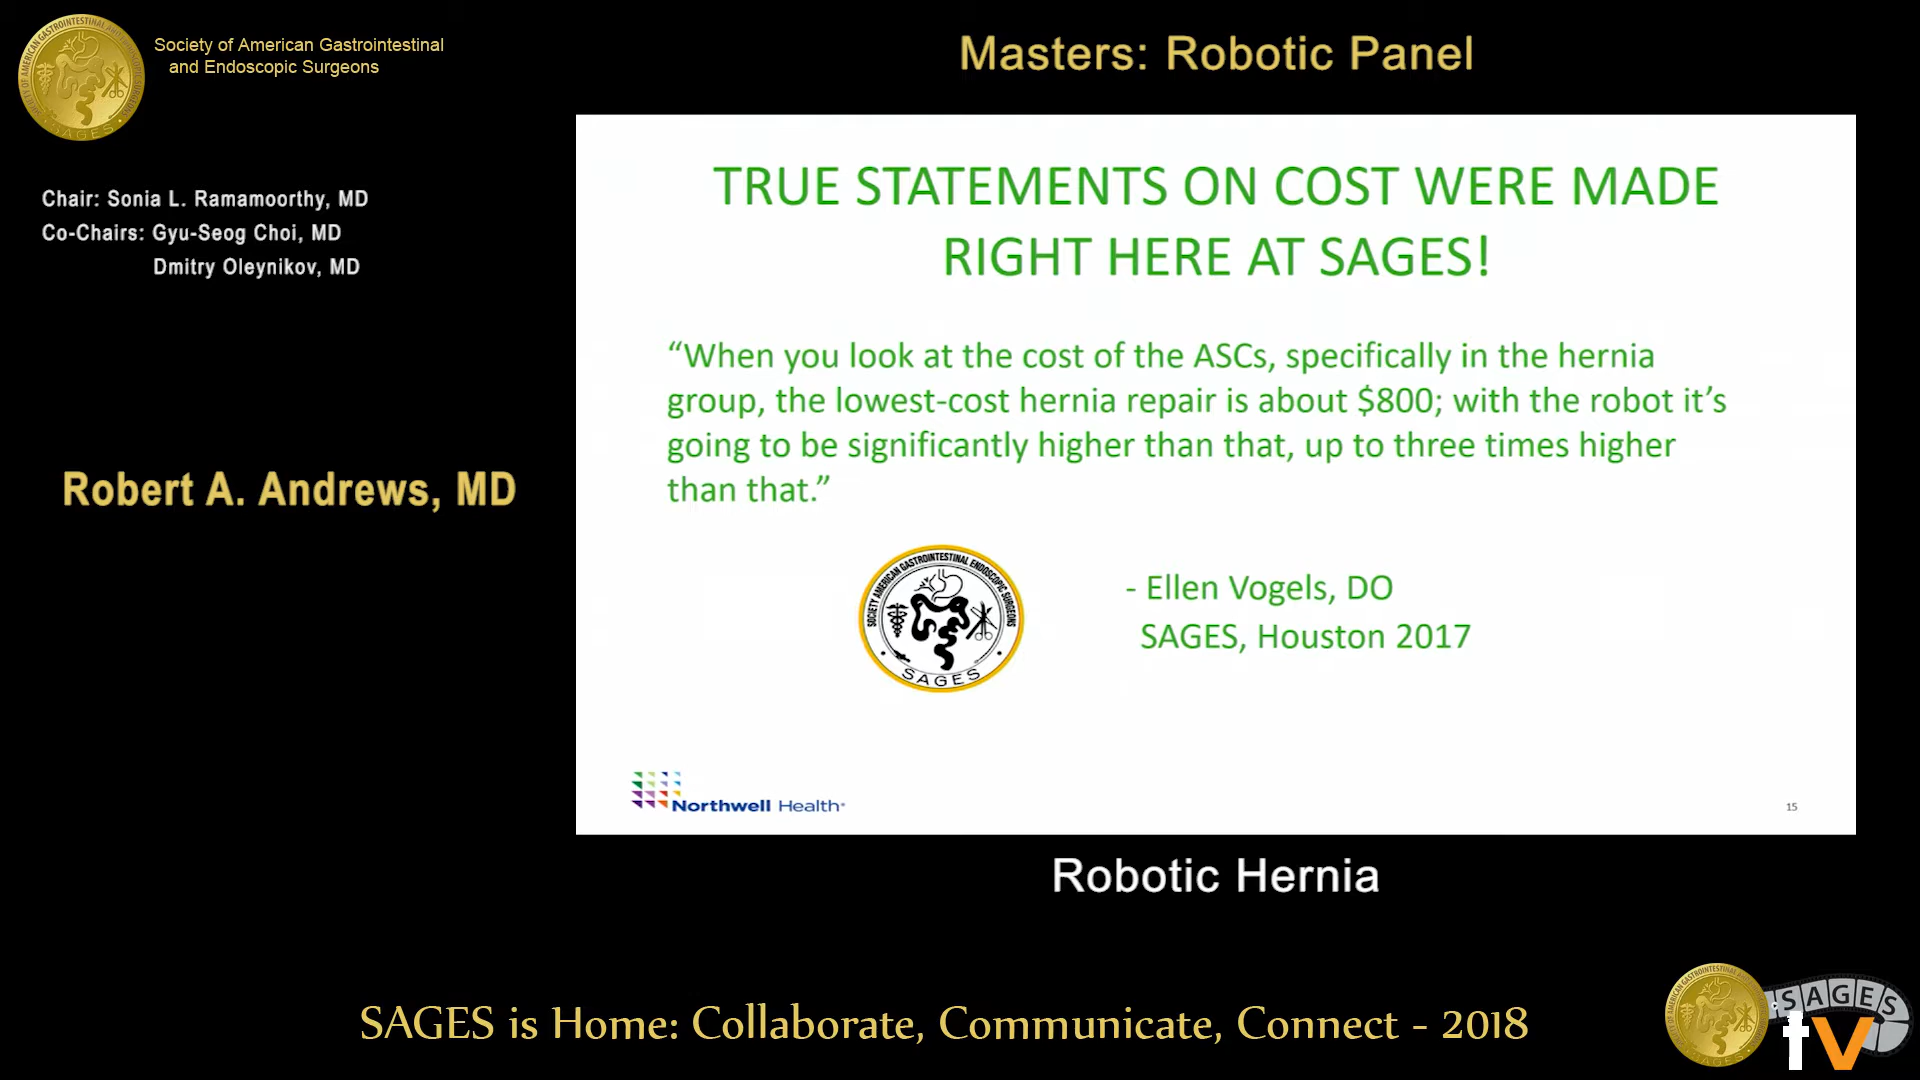 Society of American Gastrointestinal
and Endoscopic Surgeons
Masters: Robotic Panel
Chair: Sonia L. Ramamoorthy, MD
Co-Chairs: Gyu-Seog Choi, MD
Dmitry Oleynikov, MD
Robert A. Andrews, MD
TRUE STATEMENTS ON COST WERE MADE
RIGHT HERE AT SAGES!
“When you look at the cost of the ASCs, specifically in the hernia
group, the lowest-cost hernia repair is about $800; with the robot it’s
going to be significantly higher than that, up to three times higher
than that.”
SOCIETY AMERICAN GASTROINTESTINAL ENDOSCOPIC SURGEONS
SAGES
- Ellen Vogels, DO
SAGES, Houston 2017
Northwell Health
15
Robotic Hernia
SAGES is Home: Collaborate, Communicate, Connect - 2018
SAGES
tV